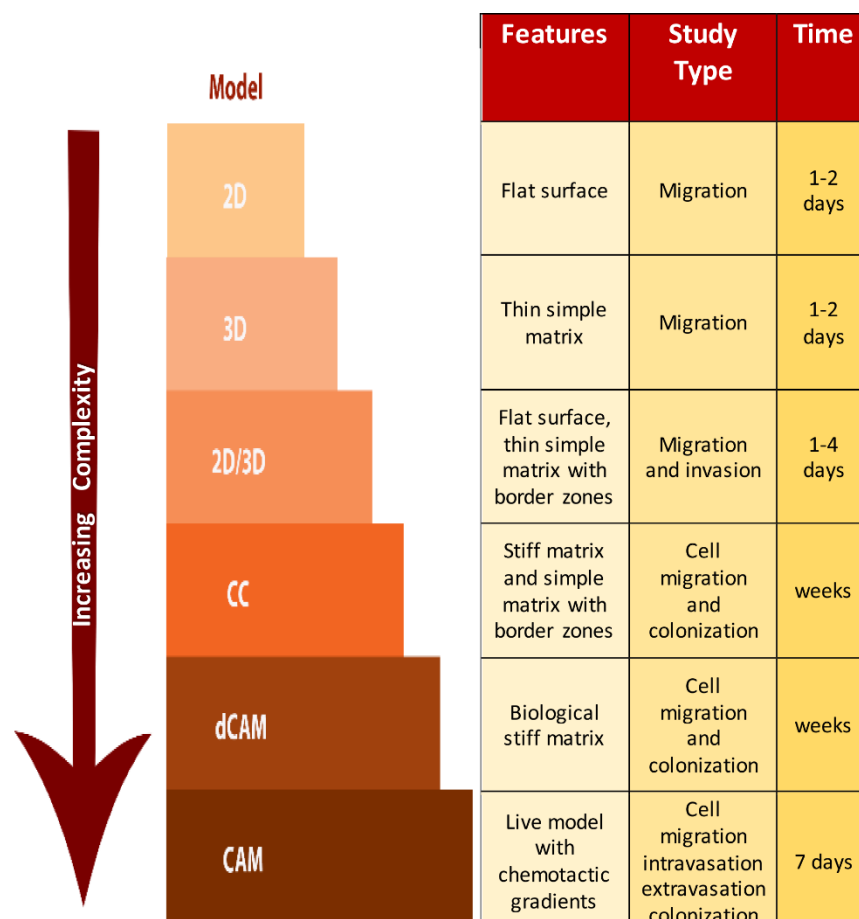 Model
Increasing Complexity
2D
3D
2D/3D
CC
dCAM
CAM
Features
Study
Type
Time
Flat surface
Migration
1-2
days
Thin simple
matrix
Migration
1-2
days
Flat surface,
thin simple
matrix with
border zones
Migration
and invasion
1-4
days
Stiff matrix
and simple
matrix with
border zones
Cell
migration
and
colonization
weeks
Biological
stiff matrix
Cell
migration
and
colonization
weeks
Live model
with
chemotactic
gradients
Cell
migration
intravasation
extravasation
colonization
7 days